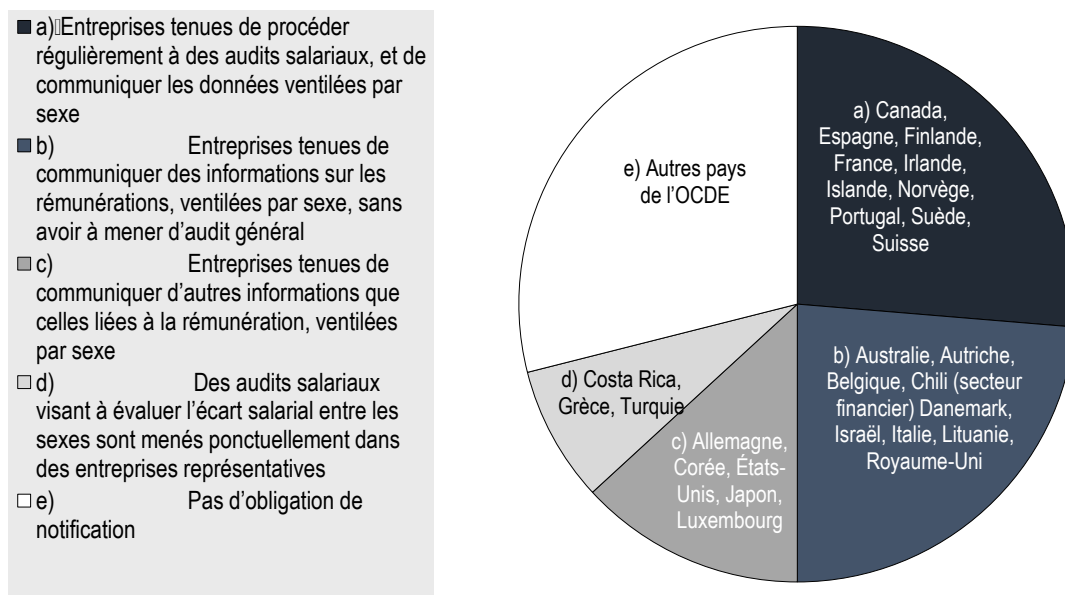 a) Entreprises tenues de procéder
régulièrement à des audits salariaux, et de
communiquer les données ventilées par
sexe
b) Entreprises tenues de
communiquer des informations sur les
rémunérations, ventilées par sexe, sans
avoir à mener d'audit général
c) Entreprises tenues de
communiquer d'autres informations que
celles liées à la rémunération, ventilées
par sexe
d) Des audits salariaux
visant à évaluer l'écart salarial entre les
sexes sont menés ponctuellement dans
des entreprises représentatives
e) Pas d'obligation de
notification
a) Canada,
Espagne, Finlande,
France, Irlande,
Islande, Norvège,
Portugal, Suède,
Suisse
b) Australie, Autriche,
Belgique, Chili (secteur
financier) Danemark,
Israël, Italie, Lituanie,
Royaume-Uni
c) Allemagne,
Corée, États-
Unis, Japon,
Luxembourg
d) Costa Rica,
Grèce, Turquie
e) Autres pays
de l'OCDE